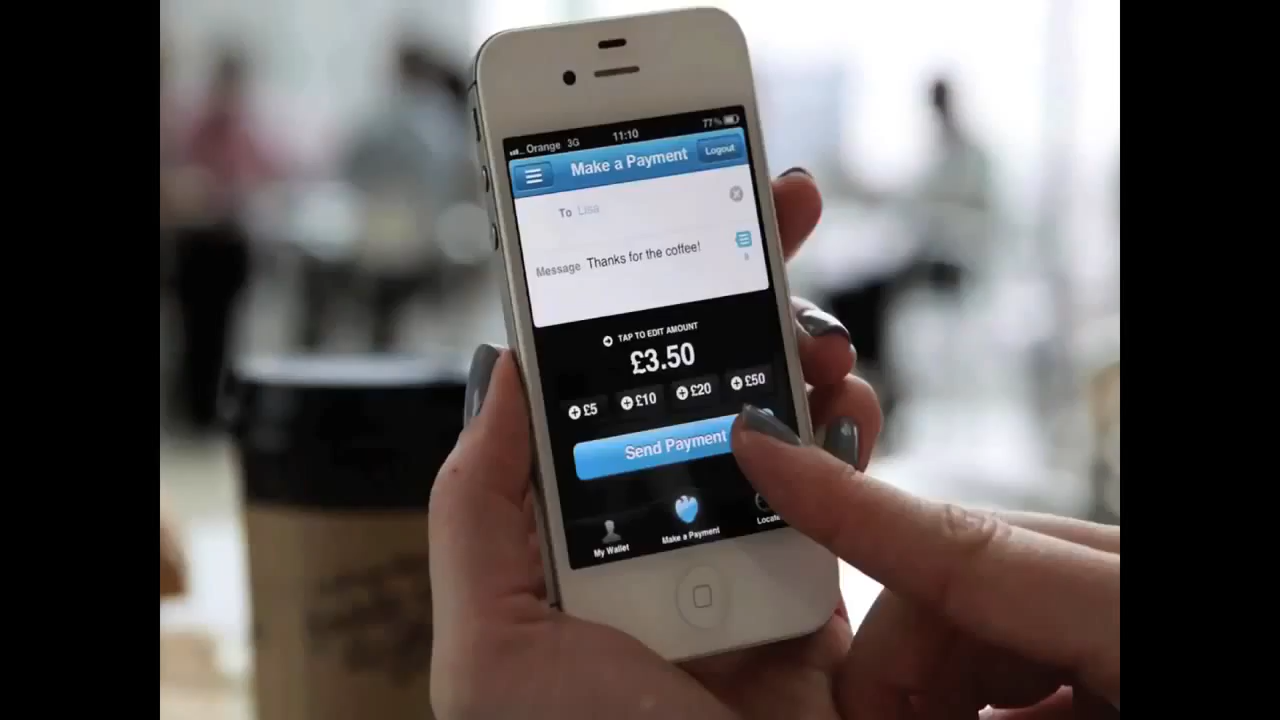 Orange 3G 11:10 77%
Make a Payment Logout
To Lisa
Message Thanks for the coffee!
TAP TO EDIT AMOUNT
£3.50
£5 £10 £20 £50
Send Payment
My Wallet Make a Payment Locate